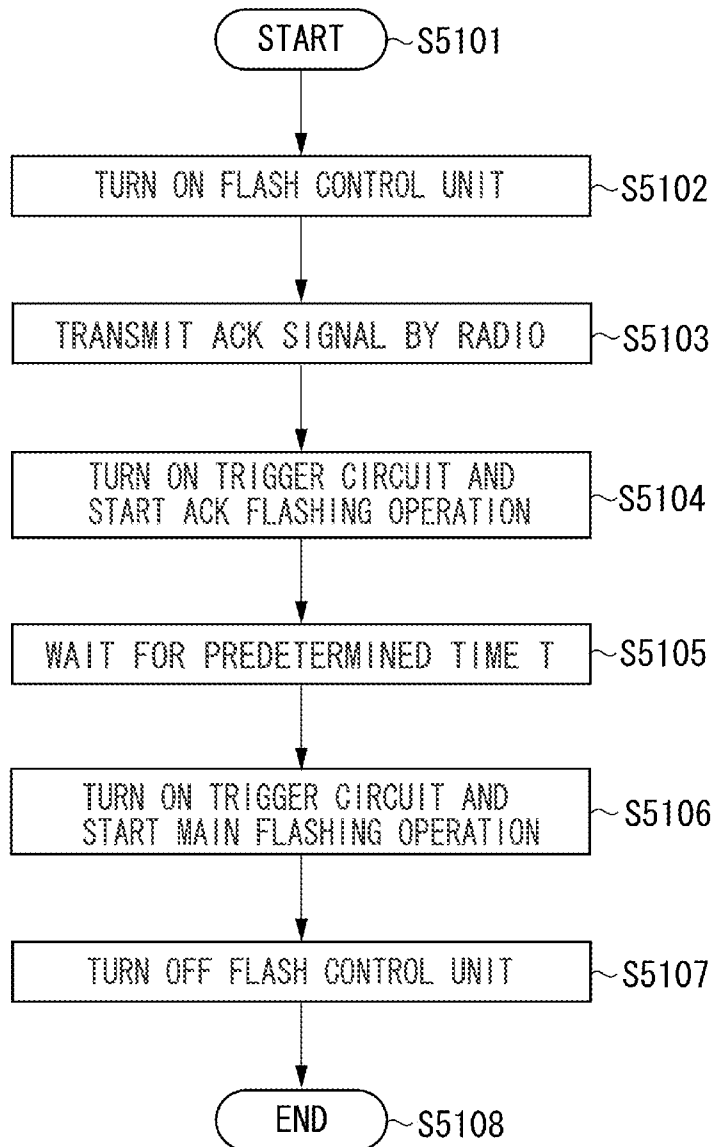 START
S5101
TURN ON FLASH CONTROL UNIT
S5102
TRANSMIT ACK SIGNAL BY RADIO
S5103
TURN ON TRIGGER CIRCUIT AND
START ACK FLASHING OPERATION
S5104
WAIT FOR PREDETERMINED TIME T
S5105
TURN ON TRIGGER CIRCUIT AND
START MAIN FLASHING OPERATION
S5106
TURN OFF FLASH CONTROL UNIT
S5107
END
S5108